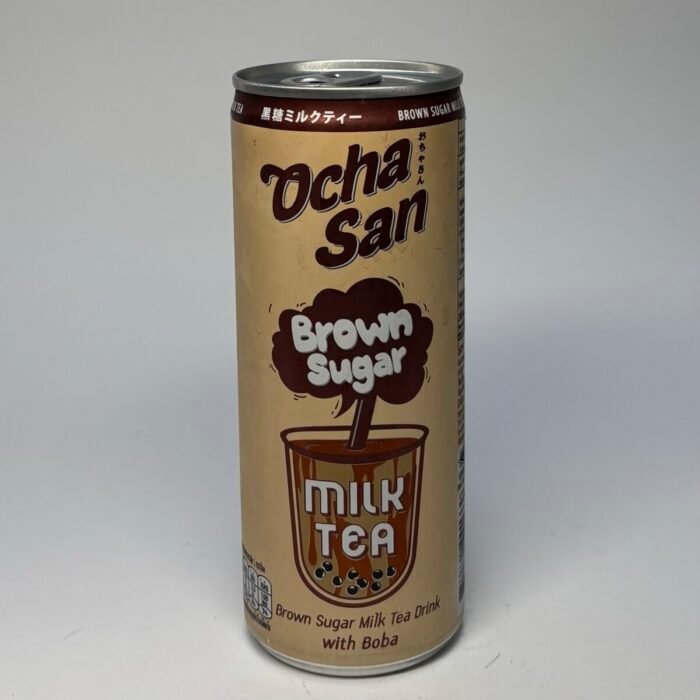 黒糖ミルクティー
BROWN SUGAR
Ocha
San
おちゃさん
Brown
Sugar
MILK
TEA
Brown Sugar Milk Tea Drink
with Boba